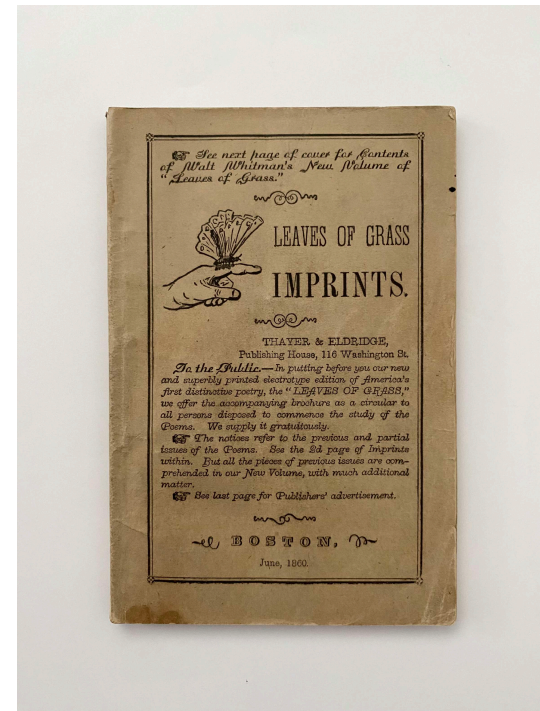 ☞ See next page of cover for Contents
of Walt Whitman's New Volume of
"Leaves of Grass."
LEAVES OF GRASS
IMPRINTS.
THAYER & ELDRIDGE,
Publishing House, 116 Washington St.
To the Public.—In putting before you our new
and superbly printed electrotype edition of America's
first distinctive poetry, the "LEAVES OF GRASS,"
we offer the accompanying brochure as a circular to
all persons disposed to commence the study of the
Poems. We supply it gratuitously.
☞ The notices refer to the previous and partial
issues of the Poems. See the 2d page of Imprints
within. But all the pieces of previous issues are com-
prehended in our New Volume, with much additional
matter.
☞ See last page for Publishers' advertisement.
BOSTON,
June, 1860.